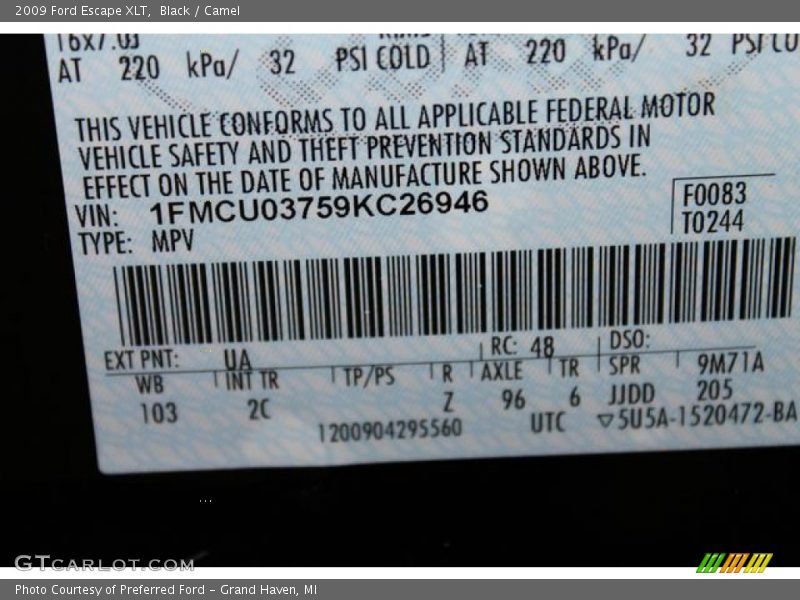 2009 Ford Escape XLT, Black / Camel
16x7.0J
AT 220 kPa/ 32 PSI COLD AT 220 kPa/ 32 PSI CO
THIS VEHICLE CONFORMS TO ALL APPLICABLE FEDERAL MOTOR
VEHICLE SAFETY AND THEFT PREVENTION STANDARDS IN
EFFECT ON THE DATE OF MANUFACTURE SHOWN ABOVE.
VIN: 1FMCU03759KC26946
TYPE: MPV
F0083
T0244
EXT PNT: UA RC: 48 DSO:
WB INT TR TP/PS R AXLE TR SPR 9M71A
103 2C Z 96 6 JJDD 205
1200904295560 UTC ▽5U5A-1520472-BA
GTCARLOT.COM
Photo Courtesy of Preferred Ford - Grand Haven, MI